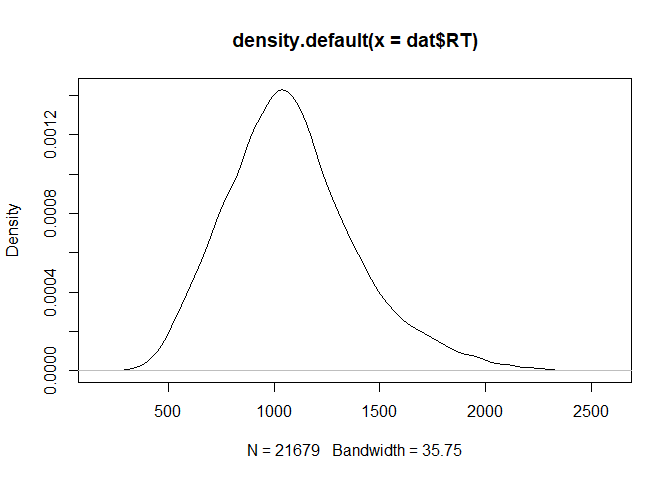 density.default(x = dat$RT)
Density
0.0012
0.0008
0.0004
0.0000
500 1000 1500 2000 2500
N = 21679 Bandwidth = 35.75